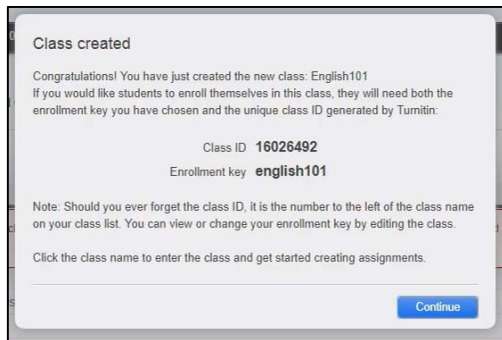 Class created
Congratulations! You have just created the new class: English101
If you would like students to enroll themselves in this class, they will need both the
enrollment key you have chosen and the unique class ID generated by Turnitin:
Class ID 16026492
Enrollment key english101
Note: Should you ever forget the class ID, it is the number to the left of the class name
on your class list. You can view or change your enrollment key by editing the class.
Click the class name to enter the class and get started creating assignments.
Continue